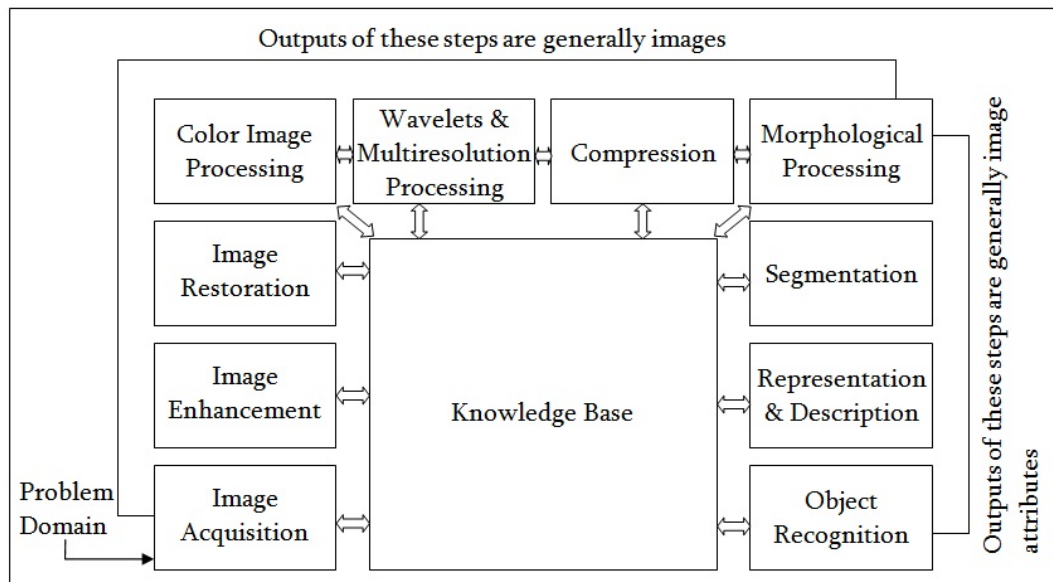 Outputs of these steps are generally images
Color Image
Processing
Wavelets &
Multiresolution
Processing
Compression
Morphological
Processing
Image
Restoration
Segmentation
Image
Enhancement
Knowledge Base
Representation
& Description
Problem
Domain
Image
Acquisition
Object
Recognition
Outputs of these steps are generally image
attributes